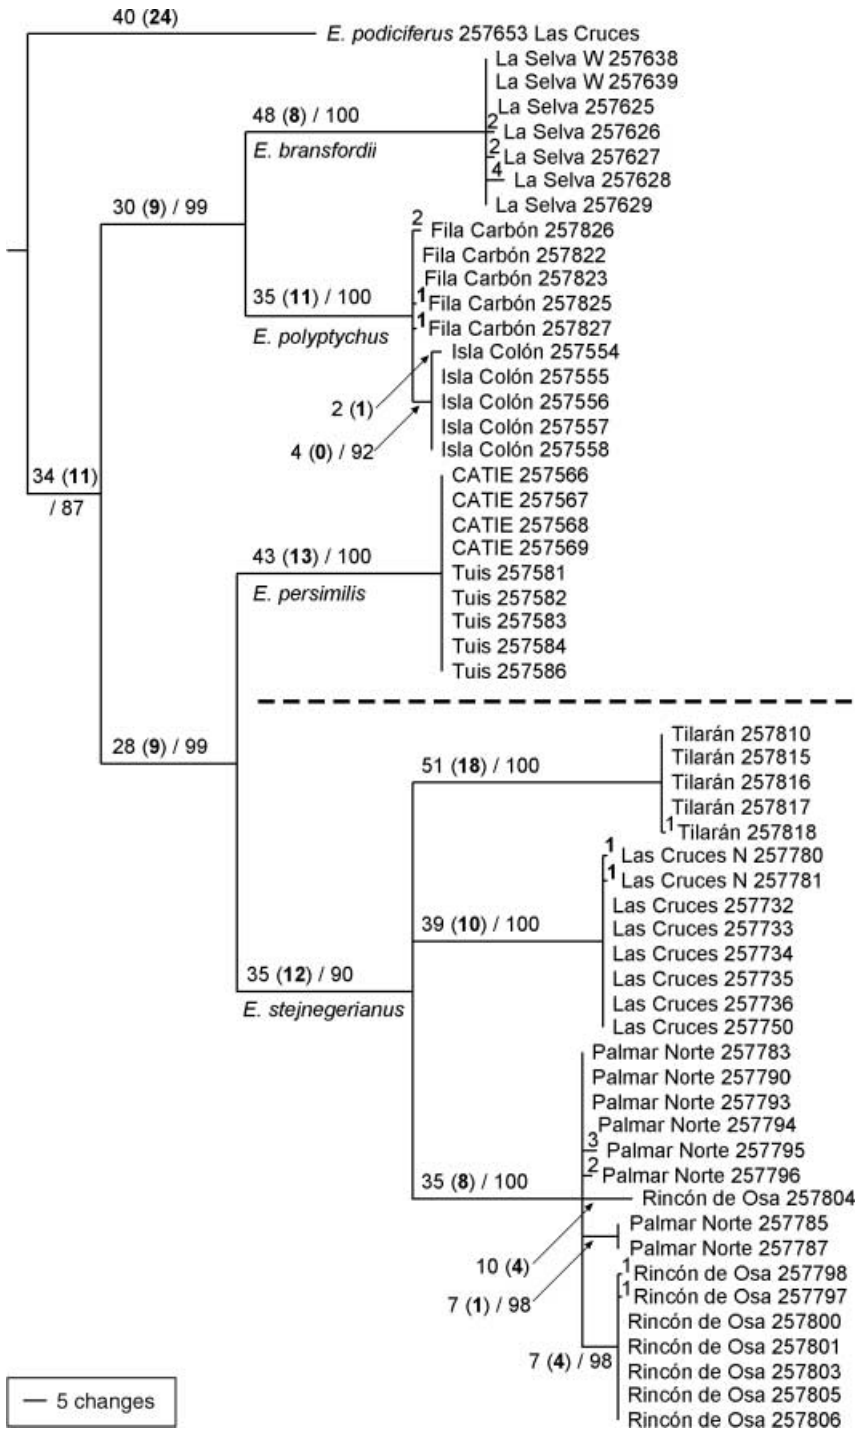 40 (24)
E. podiciferus 257653 Las Cruces
La Selva W 257638
La Selva W 257639
La Selva 257625
48 (8) / 100
2
La Selva 257626
E. bransfordii
2
La Selva 257627
4
La Selva 257628
La Selva 257629
30 (9) / 99
2
Fila Carbón 257826
Fila Carbón 257822
Fila Carbón 257823
35 (11) / 100
1
Fila Carbón 257825
1
Fila Carbón 257827
E. polyptychus
Isla Colón 257554
Isla Colón 257555
2 (1)
Isla Colón 257556
Isla Colón 257557
4 (0) / 92
Isla Colón 257558
34 (11)
/ 87
CATIE 257566
CATIE 257567
CATIE 257568
CATIE 257569
43 (13) / 100
Tuis 257581
E. persimilis
Tuis 257582
Tuis 257583
Tuis 257584
Tuis 257586
28 (9) / 99
Tilarán 257810
Tilarán 257815
51 (18) / 100
Tilarán 257816
Tilarán 257817
1
Tilarán 257818
1
Las Cruces N 257780
1
Las Cruces N 257781
Las Cruces 257732
39 (10) / 100
Las Cruces 257733
Las Cruces 257734
Las Cruces 257735
35 (12) / 90
Las Cruces 257736
E. stejnegerianus
Las Cruces 257750
Palmar Norte 257783
Palmar Norte 257790
Palmar Norte 257793
Palmar Norte 257794
3
Palmar Norte 257795
2
Palmar Norte 257796
35 (8) / 100
Rincón de Osa 257804
Palmar Norte 257785
Palmar Norte 257787
10 (4)
1
Rincón de Osa 257798
7 (1) / 98
1
Rincón de Osa 257797
Rincón de Osa 257800
Rincón de Osa 257801
7 (4) / 98
Rincón de Osa 257803
Rincón de Osa 257805
Rincón de Osa 257806
5 changes